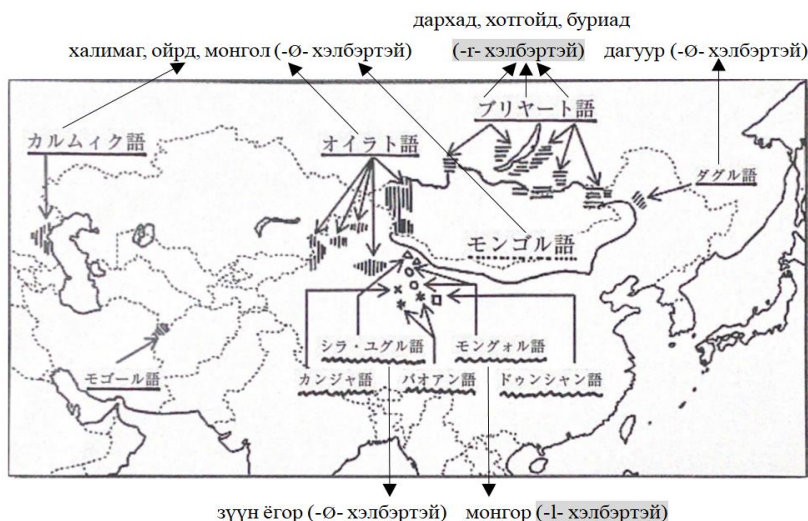 дархад, хотгойд, буриад
халимаг, ойрд, монгол (-Ø- хэлбэртэй)
(-r- хэлбэртэй)
дагуур (-Ø- хэлбэртэй)
ブリヤート語
カルムィク語
オイラト語
ダグル語
モンゴル語
シラ・ユグル語
モングォル語
モゴール語
カンジャ語
バオアン語
ドゥンシャン語
зүүн ёгор (-Ø- хэлбэртэй)
монгор (-l- хэлбэртэй)